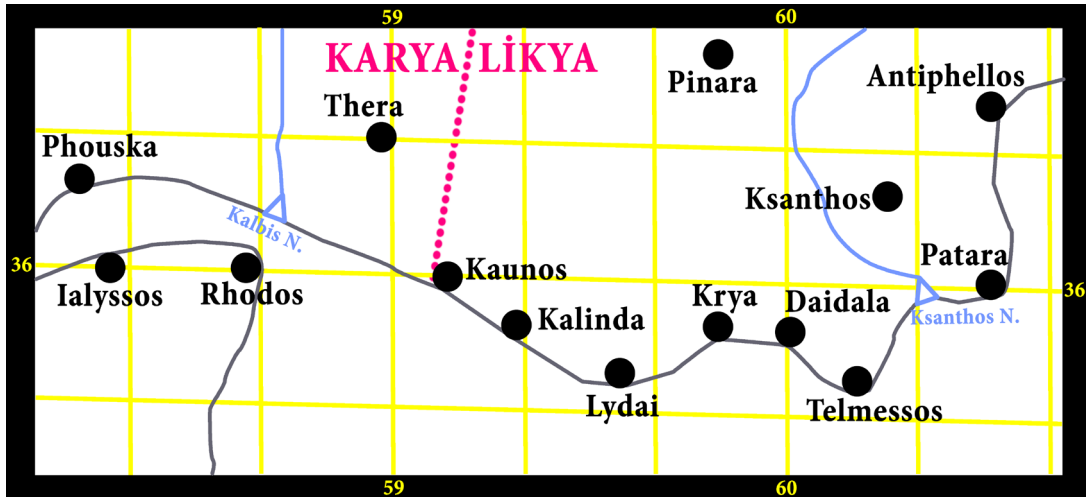 59
60
KARYA LİKYA
Pinara
Antiphellos
Thera
Phouska
Ksanthos
Kalbis N.
Patara
36
Kaunos
36
Ialyssos
Rhodos
Krya
Daidala
Kalinda
Ksanthos N.
Lydai
Telmessos
59
60